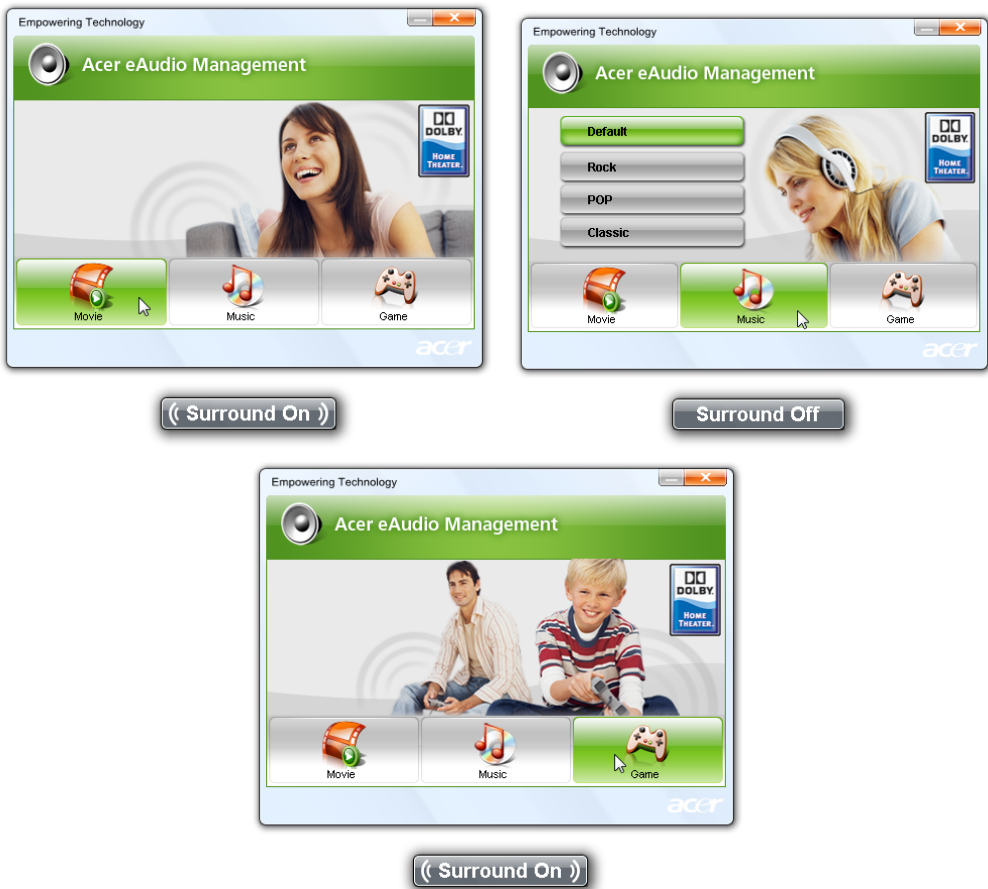 Empowering Technology
Acer eAudio Management
DOLBY
HOME
THEATER
Movie
Music
Game
acer
(( Surround On ))
Empowering Technology
Acer eAudio Management
Default
Rock
POP
Classic
DOLBY
HOME
THEATER
Movie
Music
Game
acer
Surround Off
Empowering Technology
Acer eAudio Management
DOLBY
HOME
THEATER
Movie
Music
Game
acer
(( Surround On ))